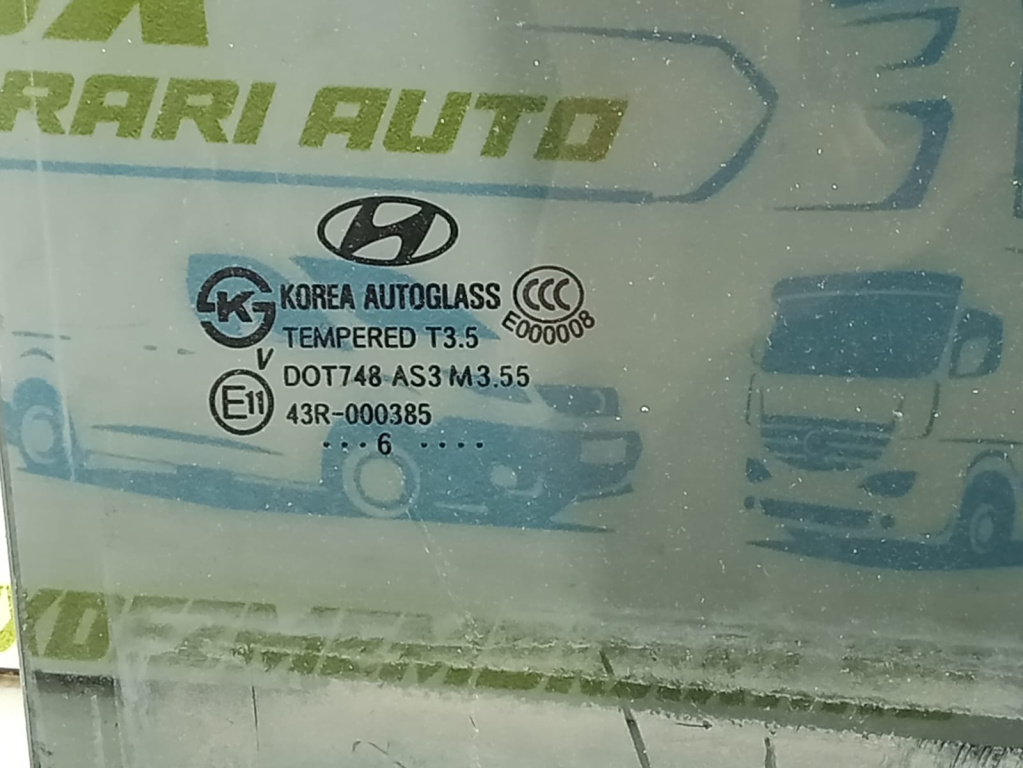 RARI AUTO
KOREA AUTOGLASS
CCC
E000008
TEMPERED T3.5
V
DOT748 AS3 M3.55
E11
43R-000385
···6 ····